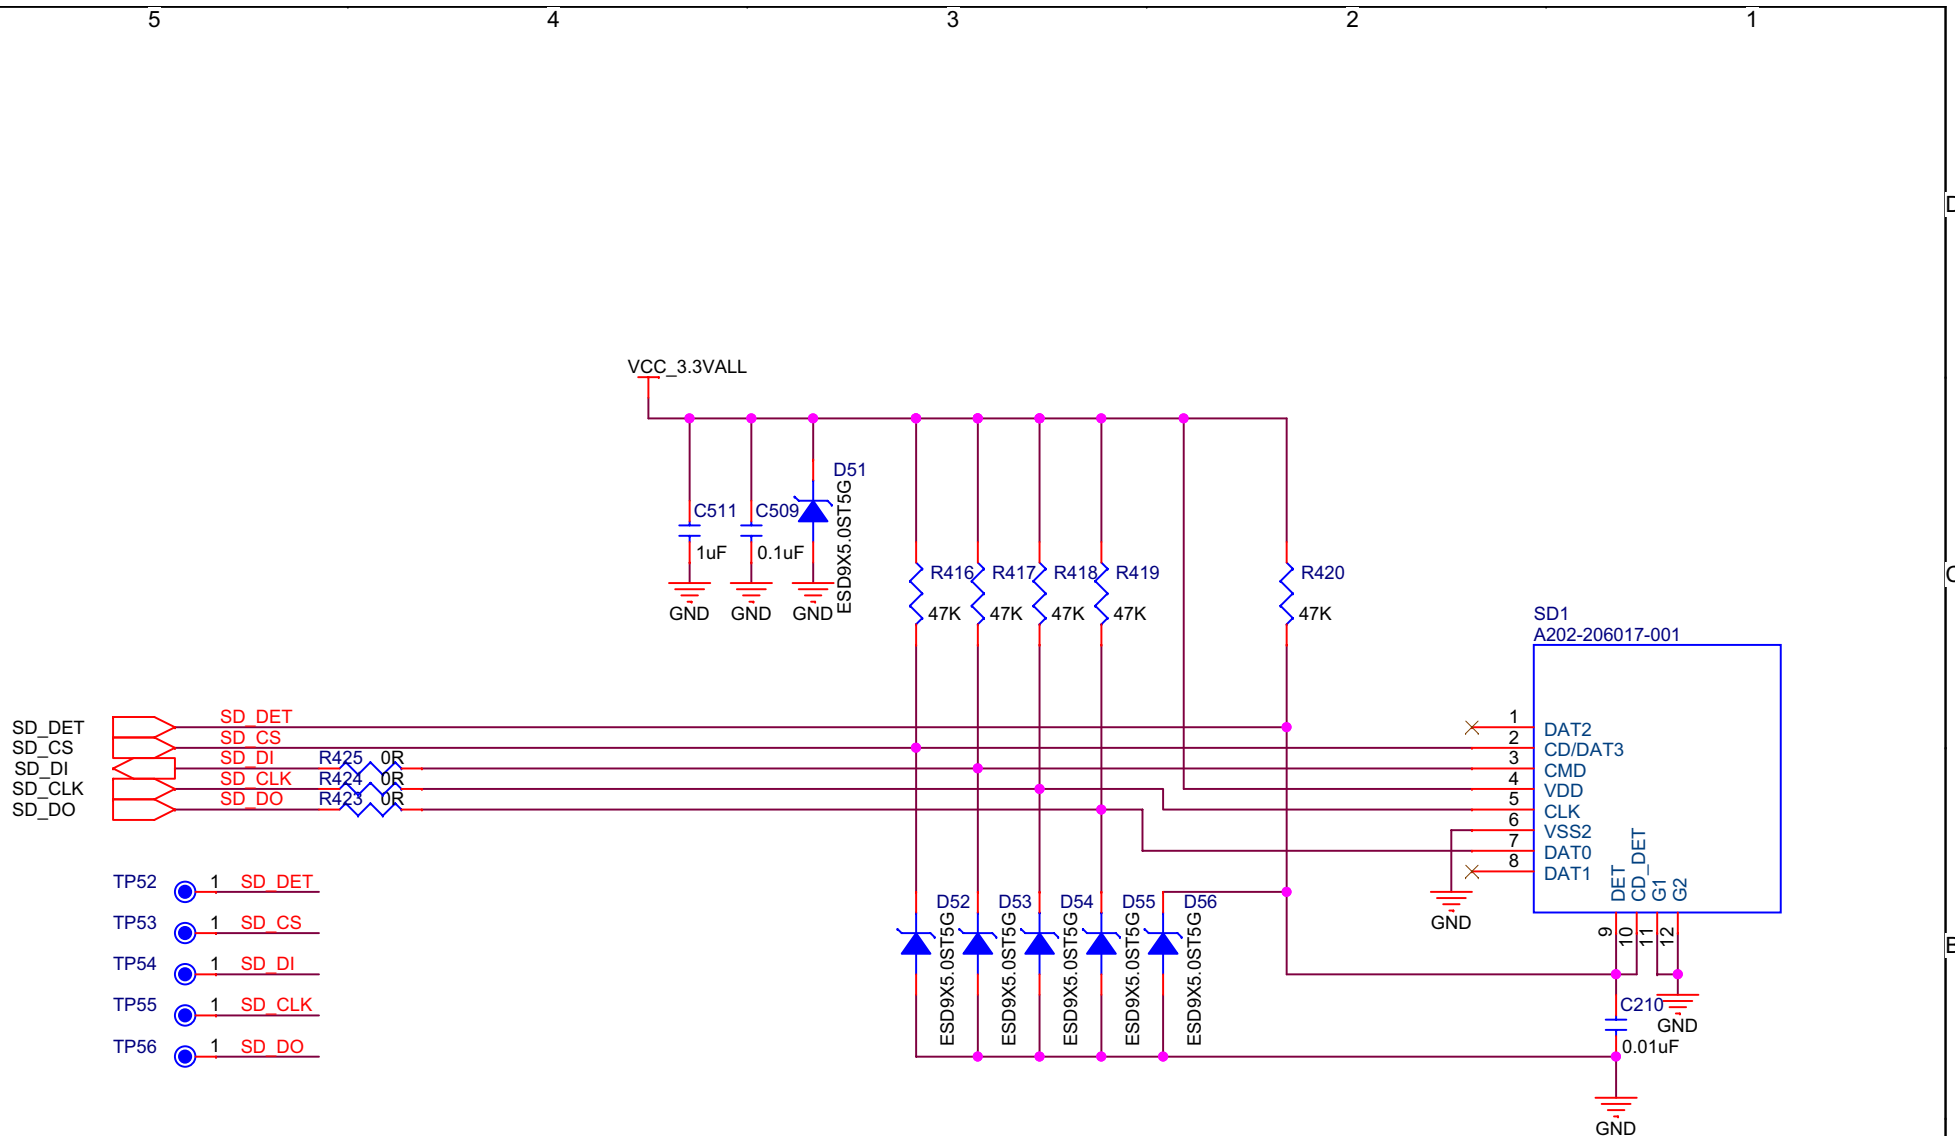 5 4 3 2 1
D
VCC_3.3VALL
D51
ESD9X5.0ST5G
C511 C509
1uF 0.1uF
GND GND GND
R416 R417 R418 R419 R420
47K 47K 47K 47K 47K
C
SD1
A202-206017-001
SD_DET SD_DET 1 DAT2
SD_CS SD_CS 2 CD/DAT3
SD_DI SD_DI R425 0R 3 CMD
SD_CLK SD_CLK R424 0R 4 VDD
SD_DO SD_DO R423 0R 5 CLK
6 VSS2
7 DAT0
8 DAT1
DET CD_DET G1 G2
9 10 11 12
GND
TP52 1 SD_DET
TP53 1 SD_CS
TP54 1 SD_DI
TP55 1 SD_CLK
TP56 1 SD_DO
D52 D53 D54 D55 D56
ESD9X5.0ST5G ESD9X5.0ST5G ESD9X5.0ST5G ESD9X5.0ST5G ESD9X5.0ST5G
C210
0.01uF
GND
GND